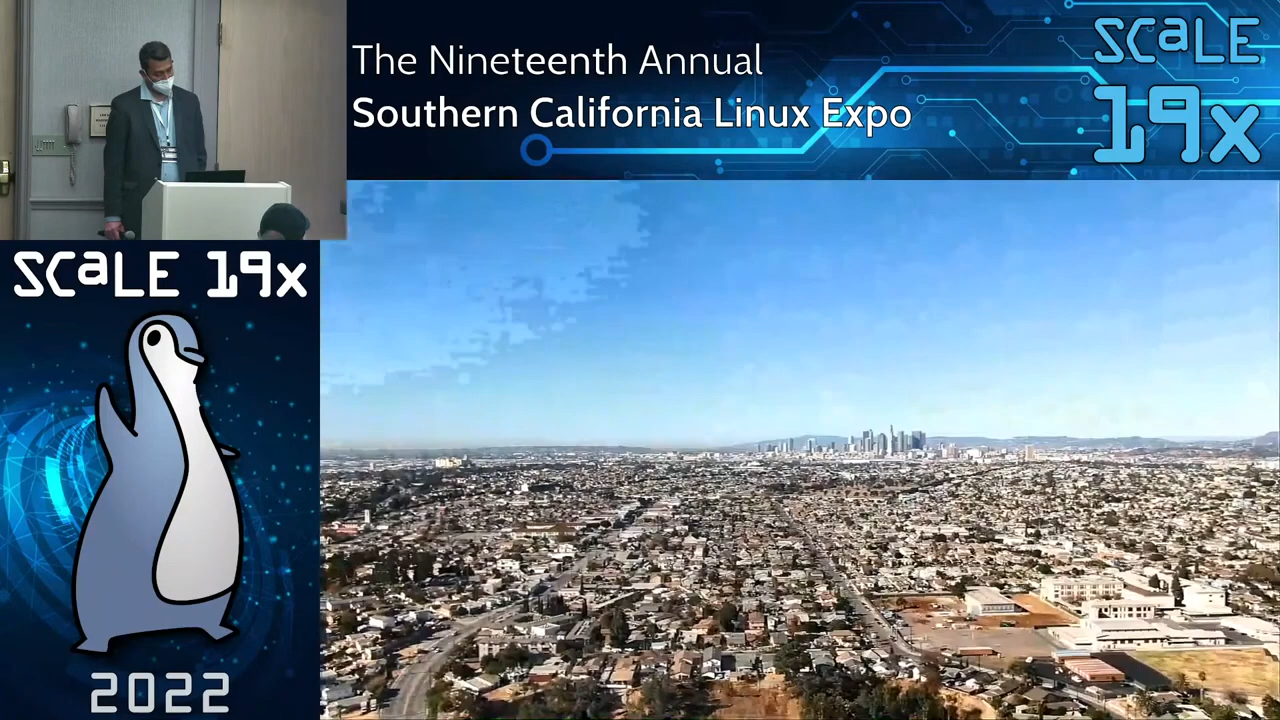 The Nineteenth Annual
Southern California Linux Expo
SCaLE
19x
SCaLE 19x
2022